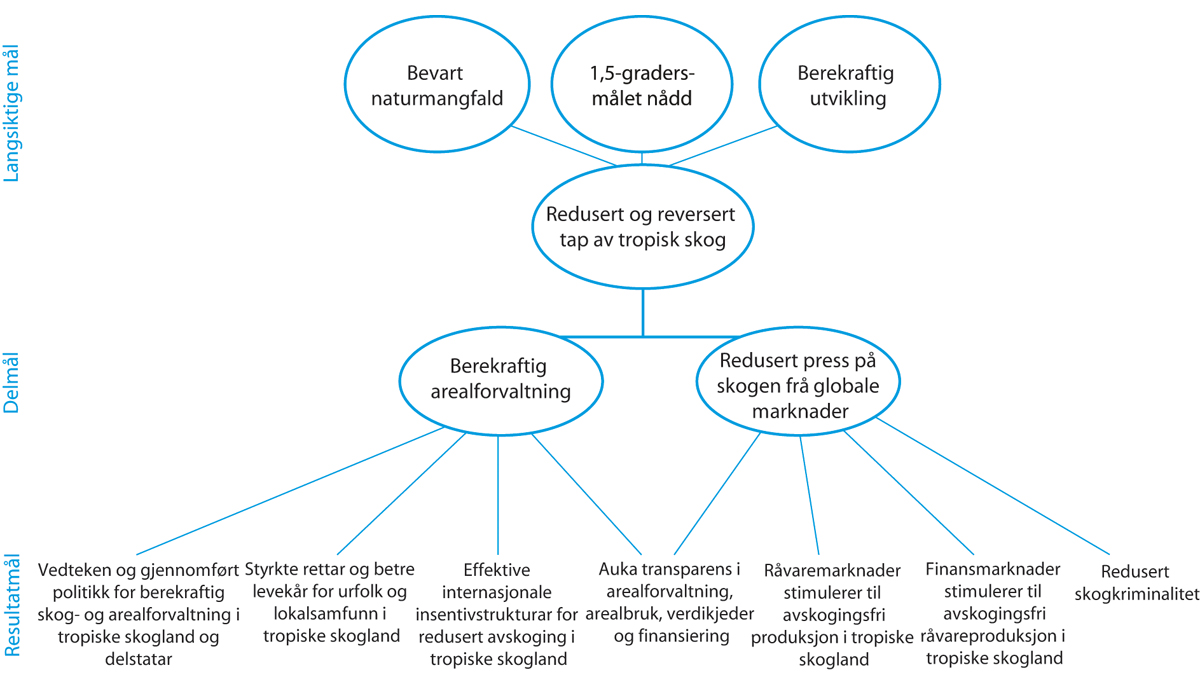 Langsiktige mål
Bevart
naturmangfald
1,5-graders-
målet nådd
Berekraftig
utvikling
Redusert og reversert
tap av tropisk skog
Delmål
Berekraftig
arealforvaltning
Redusert press på
skogen frå globale
marknader
Resultatmål
Vedteken og gjennomført
politikk for berekraftig
skog- og arealforvaltning i
tropiske skogland og
delstatar
Styrkte rettar og betre
levekår for urfolk og
lokalsamfunn i
tropiske skogland
Effektive
internasjonale
insentivstrukturar for
redusert avskoging i
tropiske skogland
Auka transparens i
arealforvaltning,
arealbruk, verdikjeder
og finansiering
Råvaremarknader
stimulerer til
avskogingsfri
produksjon i tropiske
skogland
Finansmarknader
stimulerer til
avskogingsfri
råvareproduksjon i
tropiske skogland
Redusert
skogkriminalitet